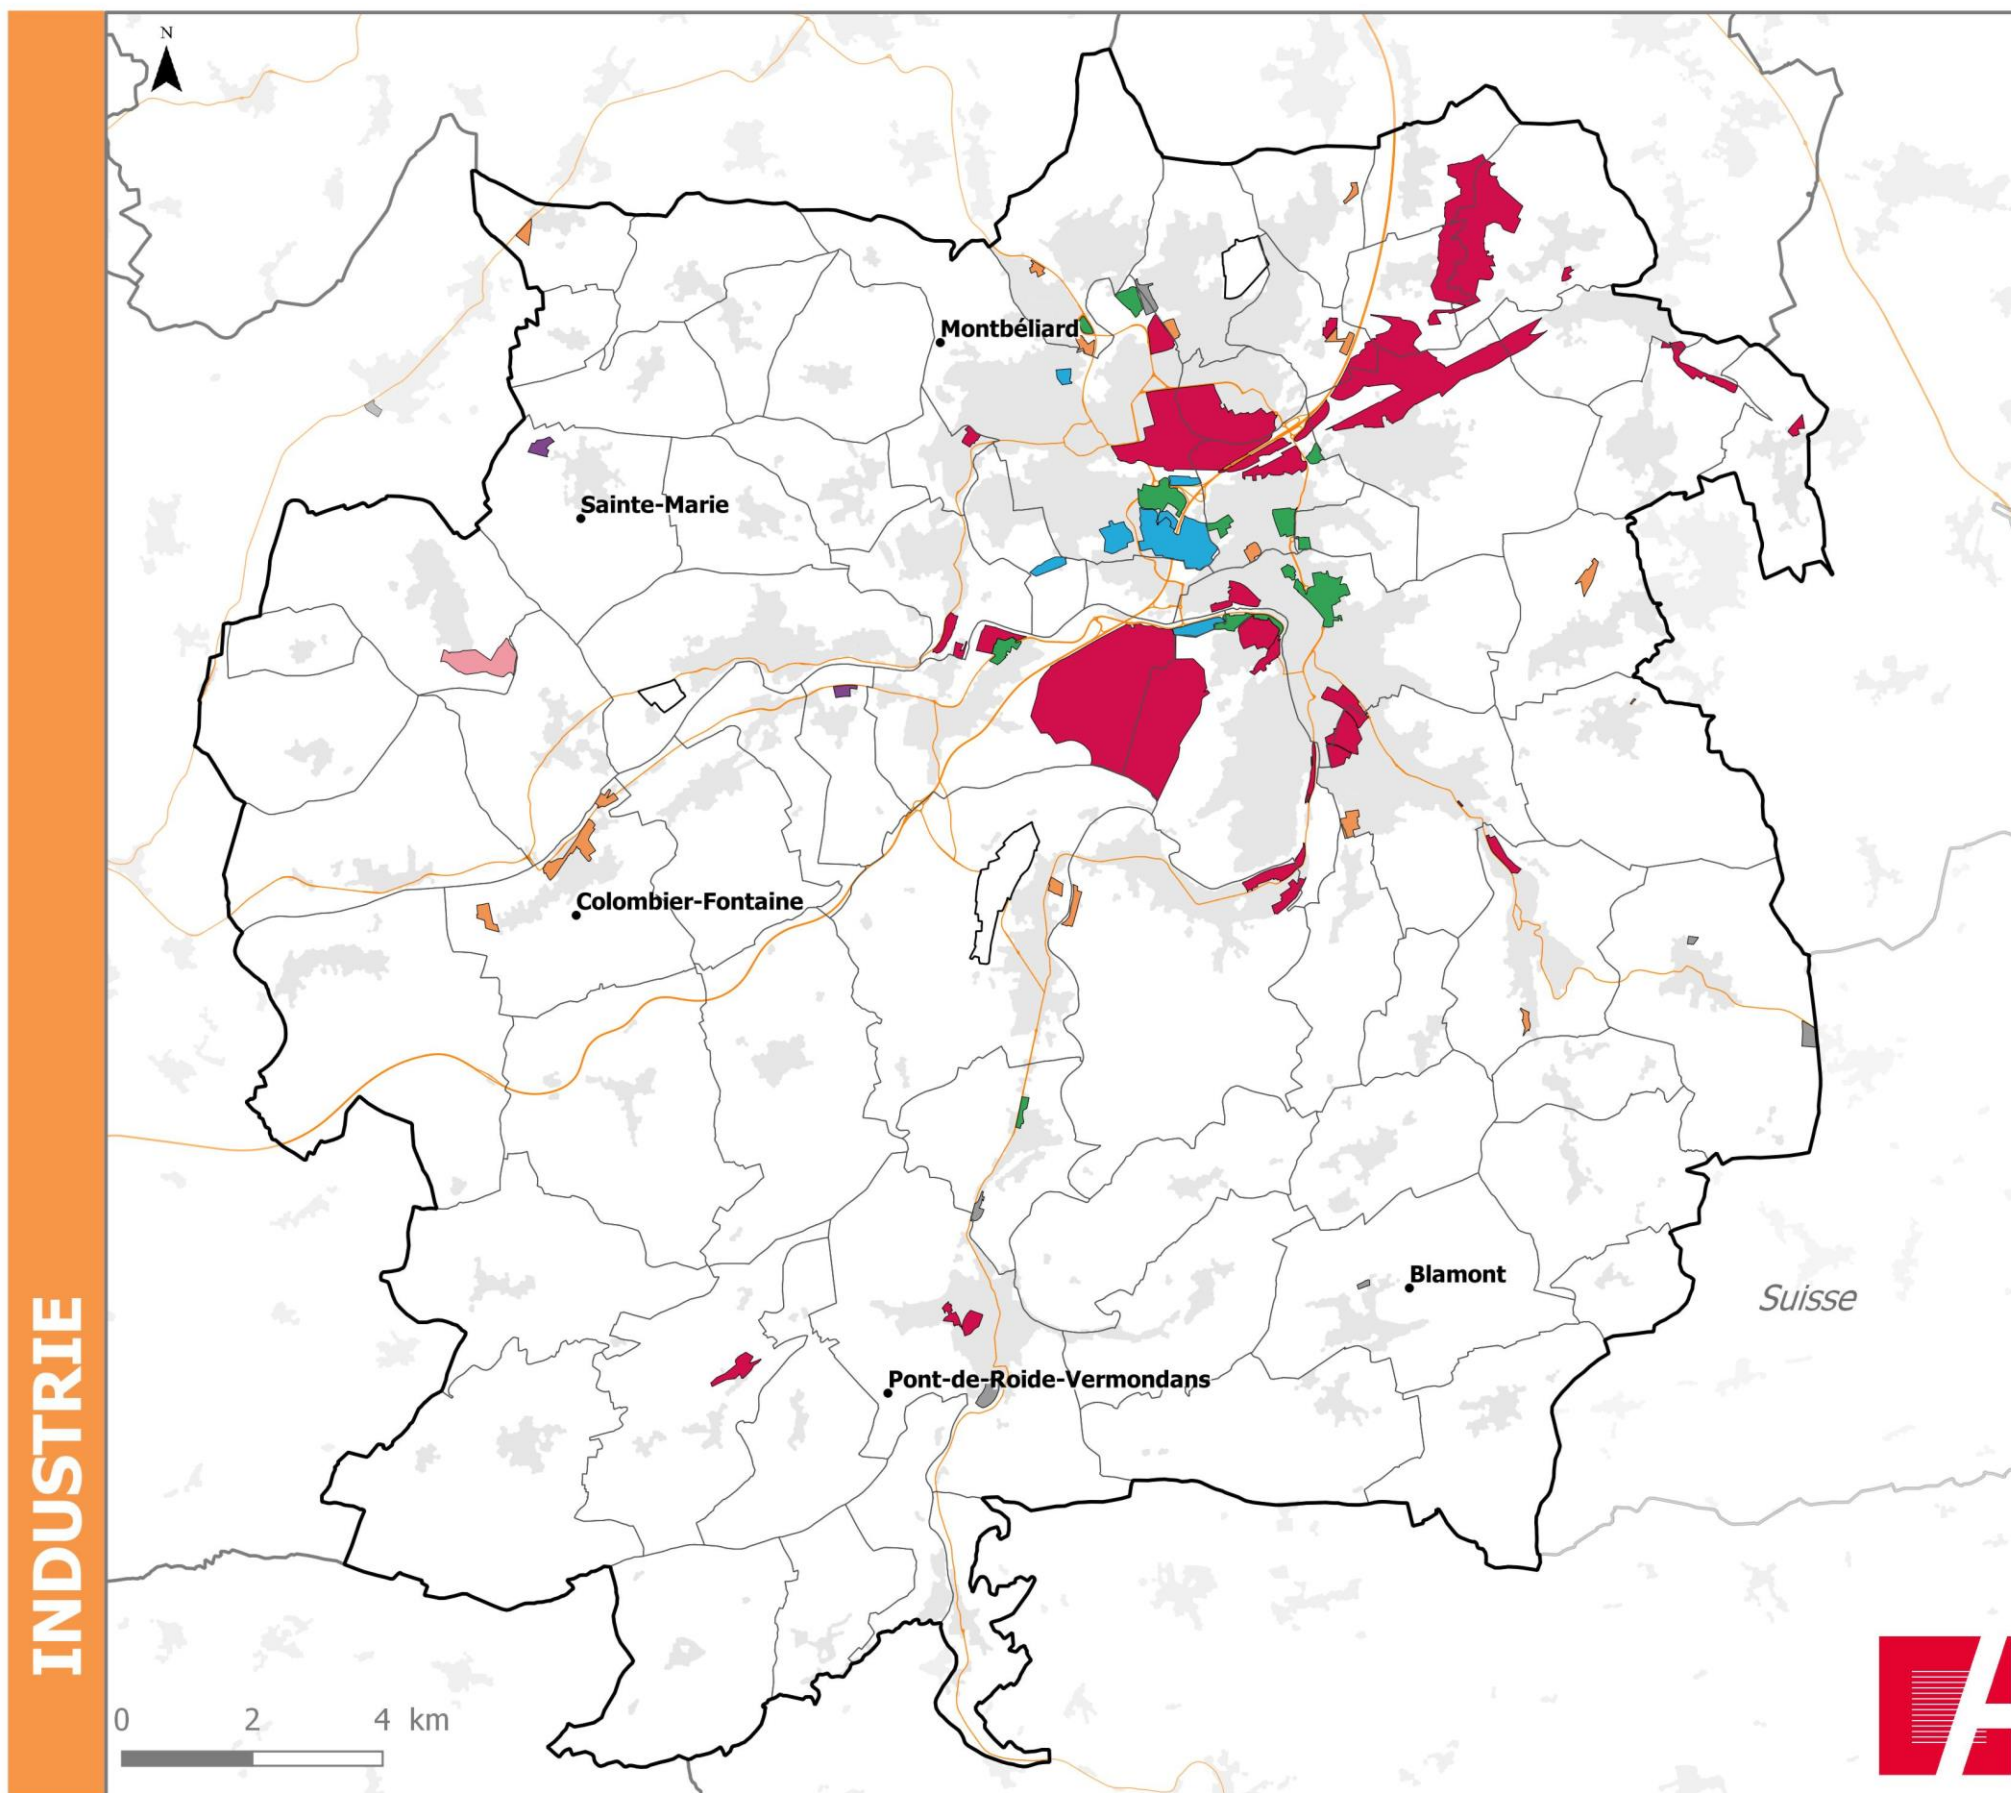 N
Montbéliard
Sainte-Marie
Colombier-Fontaine
Blamont
Suisse
Pont-de-Roide-Vermondans
INDUSTRIE
0 2 4 km
A